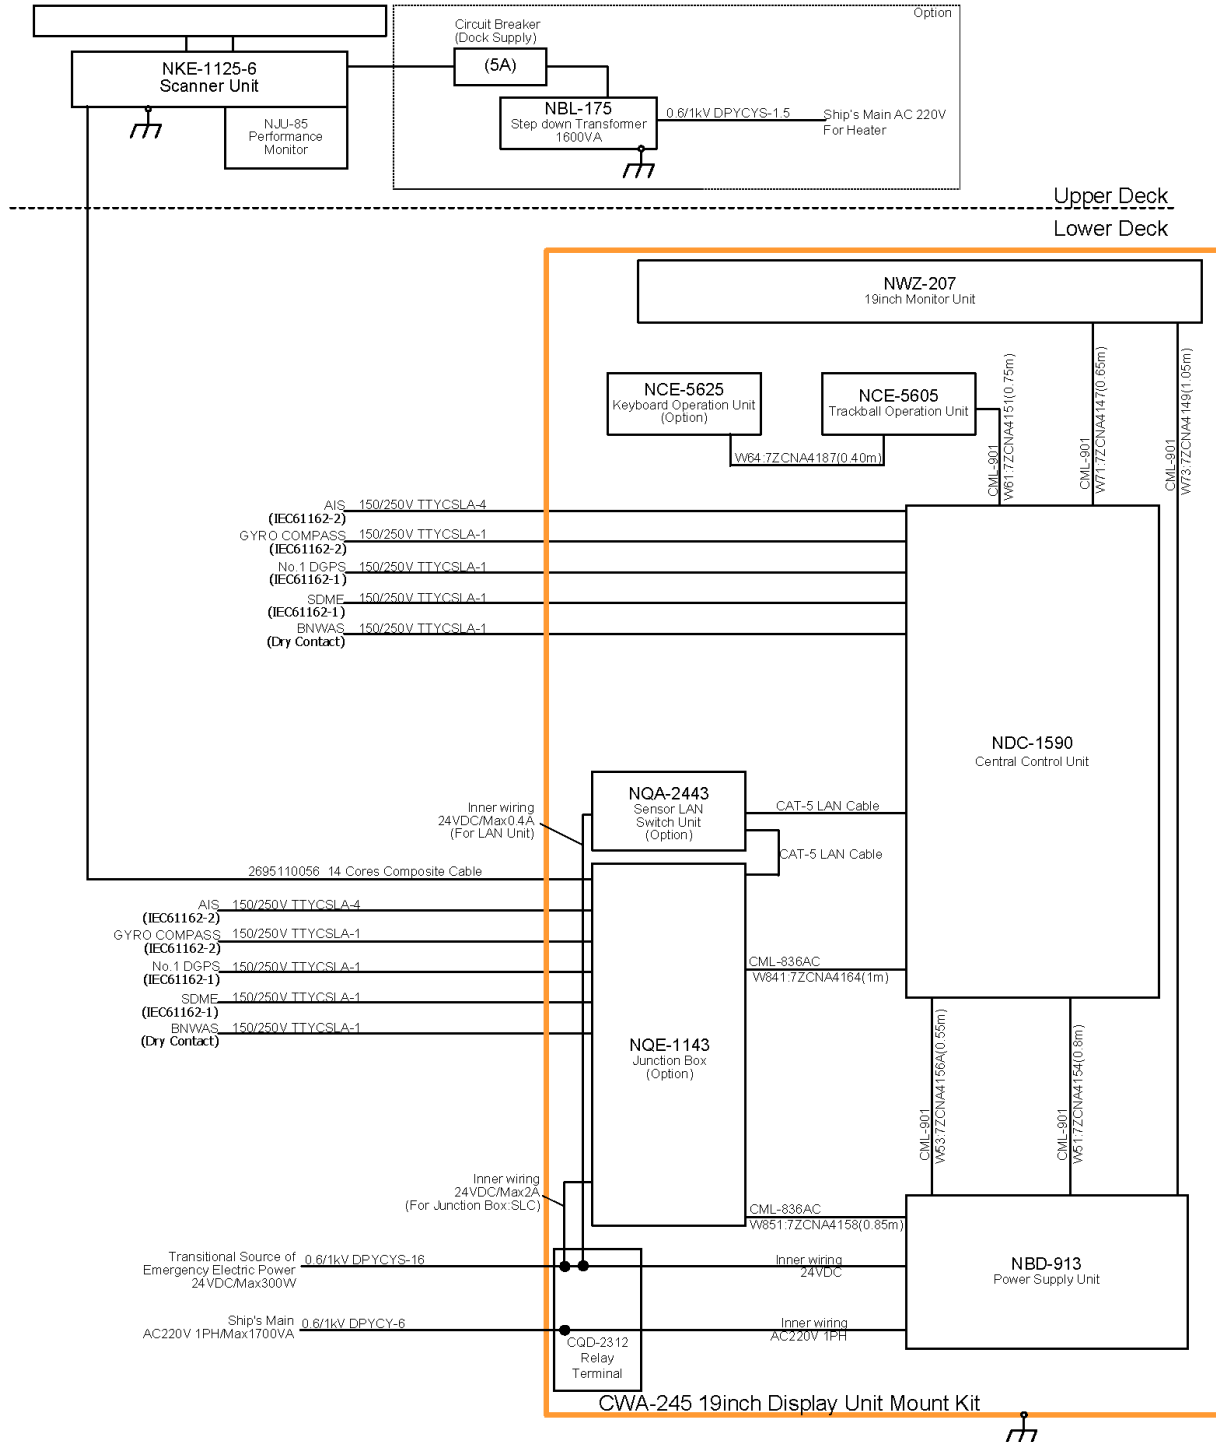 Option
Circuit Breaker
(Dock Supply)
(5A)
NKE-1125-6
Scanner Unit
NJU-85
Performance
Monitor
NBL-175
Step down Transformer
1600VA
0.6/1kV DPYCYS-1.5
Ship's Main AC 220V
For Heater
Upper Deck
Lower Deck
NWZ-207
19inch Monitor Unit
NCE-5625
Keyboard Operation Unit
(Option)
NCE-5605
Trackball Operation Unit
W64:7ZCNA4187(0.40m)
CML-901
W61:7ZCNA4151(0.75m)
CML-901
W71:7ZCNA4147(0.65m)
CML-901
W73:7ZCNA4149(1.05m)
AIS 150/250V TTYCSLA-4
(IEC61162-2)
GYRO COMPASS 150/250V TTYCSLA-1
(IEC61162-2)
No.1 DGPS 150/250V TTYCSLA-1
(IEC61162-1)
SDME 150/250V TTYCSLA-1
(IEC61162-1)
BNWAS 150/250V TTYCSLA-1
(Dry Contact)
NDC-1590
Central Control Unit
NQA-2443
Sensor LAN
Switch Unit
(Option)
CAT-5 LAN Cable
CAT-5 LAN Cable
Inner wiring
24VDC/Max0.4A
(For LAN Unit)
2695110056 14 Cores Composite Cable
AIS 150/250V TTYCSLA-4
(IEC61162-2)
GYRO COMPASS 150/250V TTYCSLA-1
(IEC61162-2)
No.1 DGPS 150/250V TTYCSLA-1
(IEC61162-1)
SDME 150/250V TTYCSLA-1
(IEC61162-1)
BNWAS 150/250V TTYCSLA-1
(Dry Contact)
CML-836AC
W841:7ZCNA4164(1m)
NQE-1143
Junction Box
(Option)
CML-901
W53:7ZCNA4156A(0.55m)
CML-901
W51:7ZCNA4154(0.8m)
Inner wiring
24VDC/Max2A
(For Junction Box:SLC)
CML-836AC
W851:7ZCNA4158(0.85m)
Transitional Source of
Emergency Electric Power
24VDC/Max300W
0.6/1kV DPYCYS-16
Inner wiring
24VDC
NBD-913
Power Supply Unit
Ship's Main
AC220V 1PH/Max1700VA
0.6/1kV DPYCY-6
Inner wiring
AC220V 1PH
CQD-2312
Relay
Terminal
CWA-245 19inch Display Unit Mount Kit